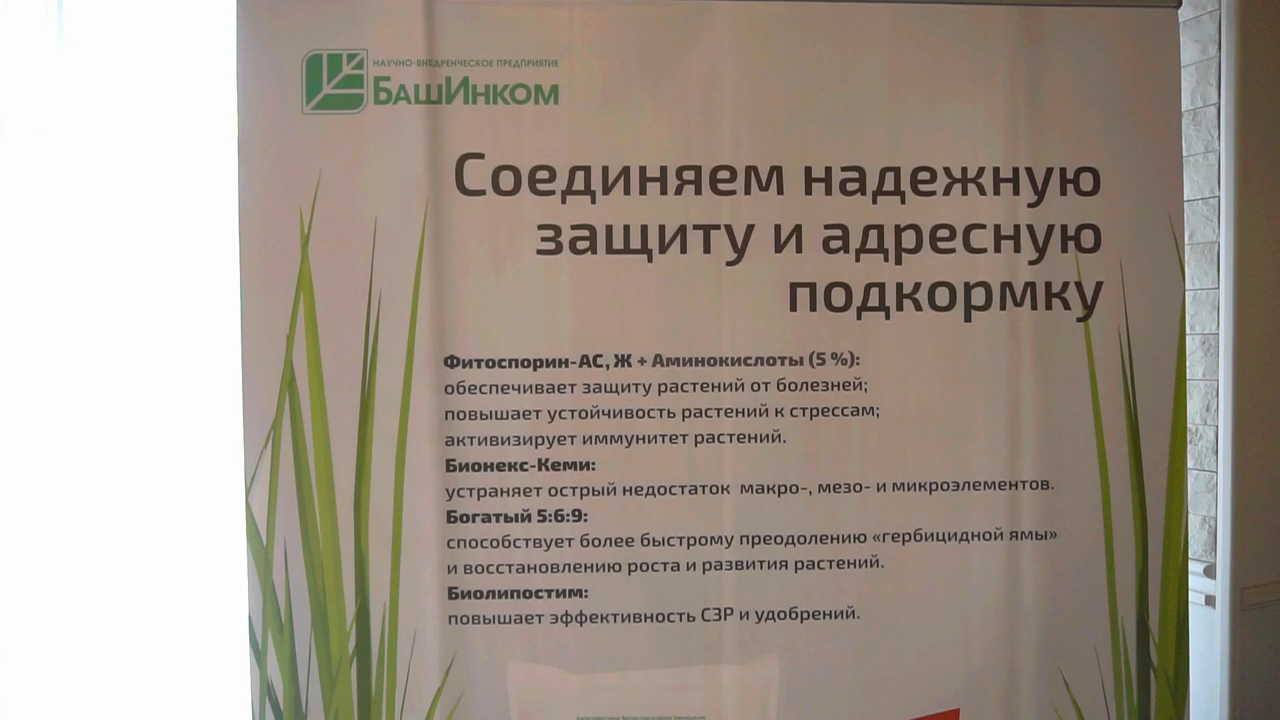 НАУЧНО-ВНЕДРЕНЧЕСКОЕ ПРЕДПРИЯТИЕ
БАШИНКОМ
Соединяем надежную
защиту и адресную
подкормку
Фитоспорин-АС, Ж + Аминокислоты (5 %):
обеспечивает защиту растений от болезней;
повышает устойчивость растений к стрессам;
активизирует иммунитет растений.
Бионекс-Кеми:
устраняет острый недостаток макро-, мезо- и микроэлементов.
Богатый 5:6:9:
способствует более быстрому преодолению «гербицидной ямы»
и восстановлению роста и развития растений.
Биолипостим:
повышает эффективность СЗР и удобрений.